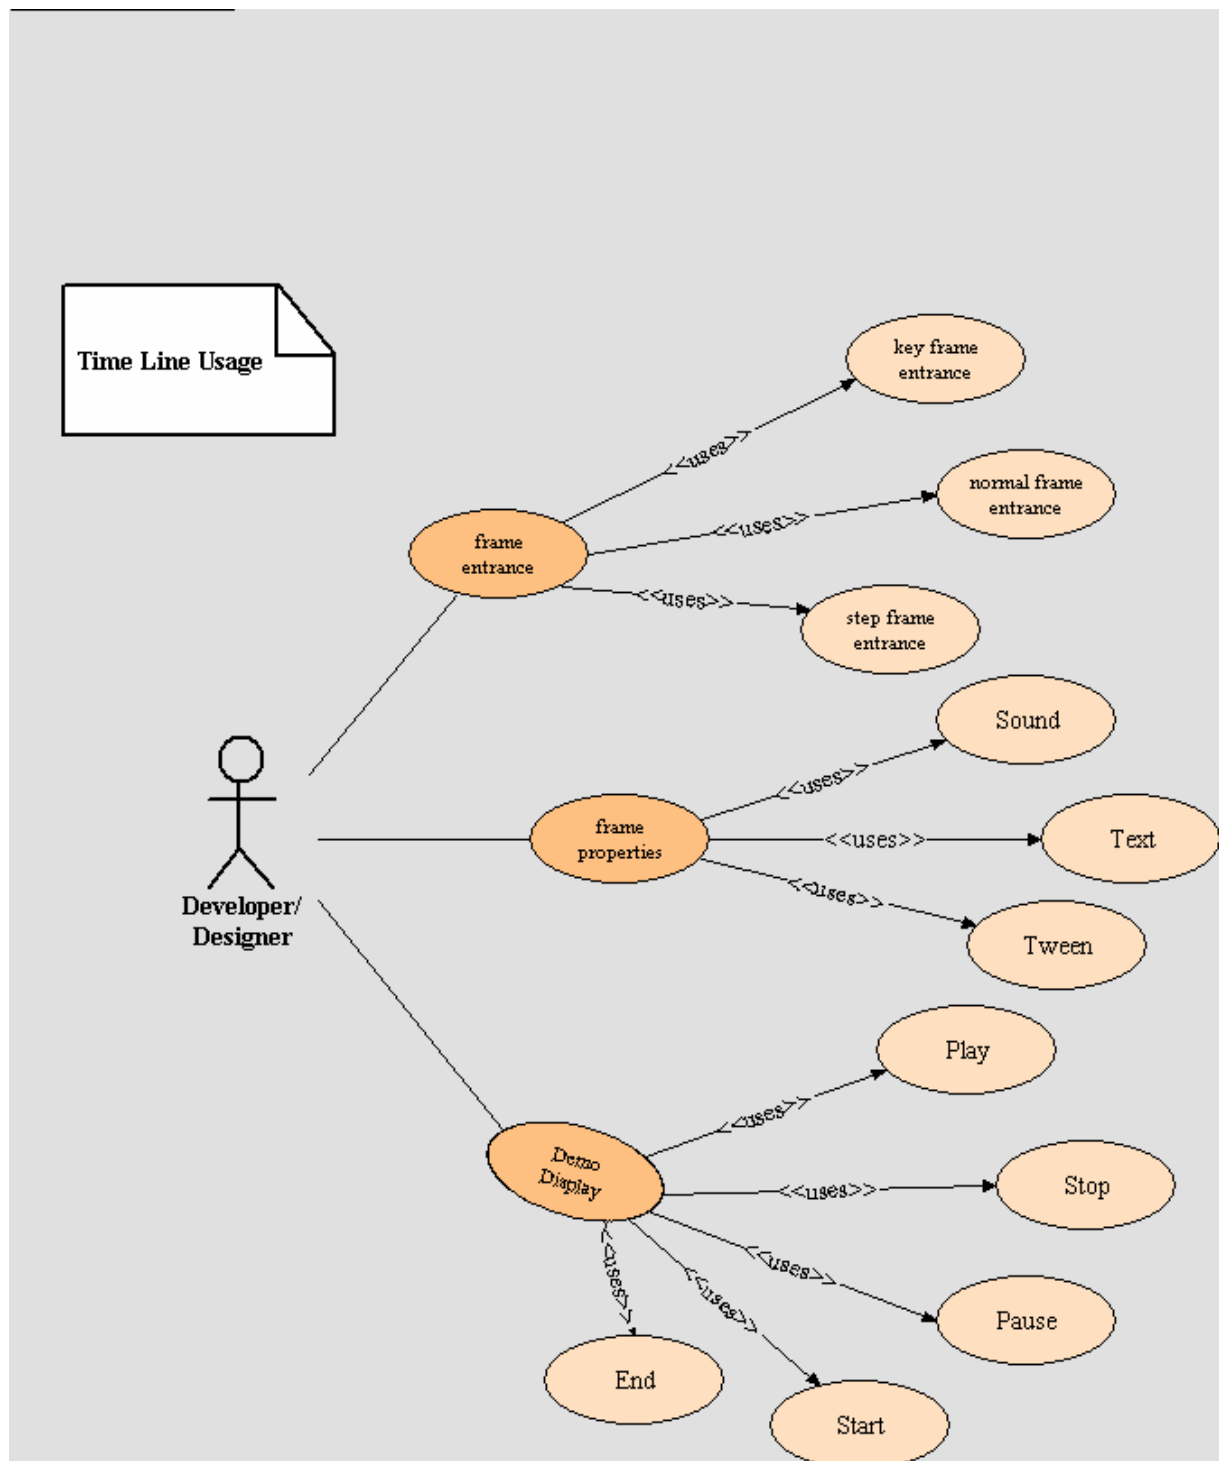 Time Line Usage
key frame
entrance
<<uses>>
normal frame
entrance
<<uses>>
frame
entrance
<<uses>>
step frame
entrance
Sound
<<uses>>
frame
properties
<<uses>>
Text
<<uses>>
Tween
Developer/
Designer
Play
<<uses>>
Demo
Display
<<uses>>
Stop
<<uses>>
Pause
<<uses>>
Start
<<uses>>
End